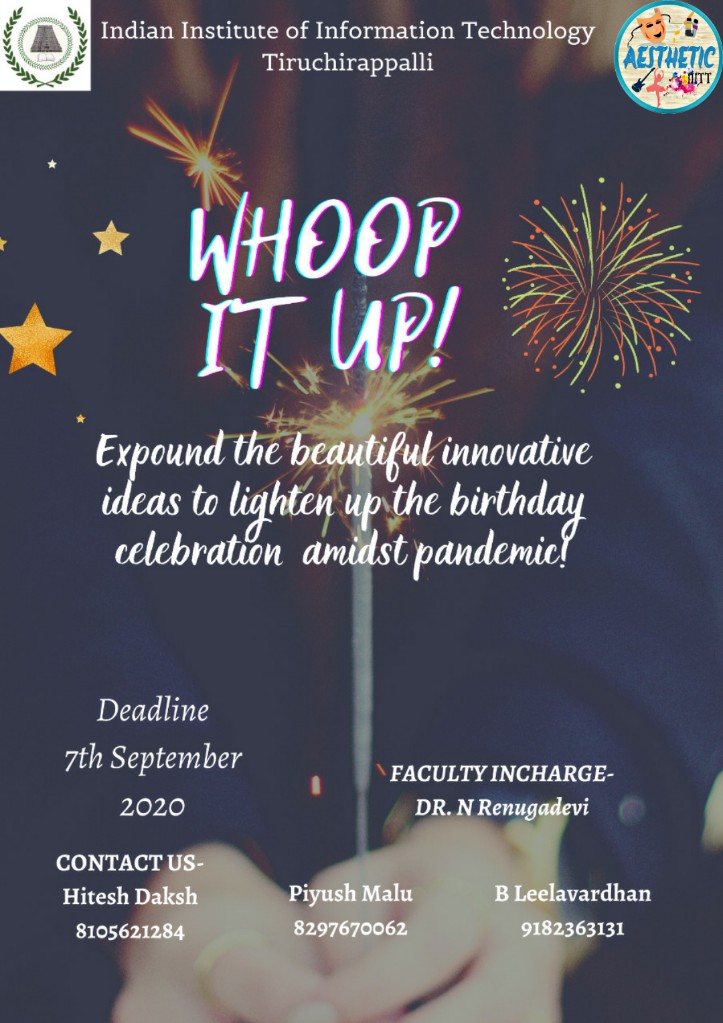 Indian Institute of Information Technology
Tiruchirappalli
AESTHETIC
IIITT
WHOOP
IT UP!
Expound the beautiful innovative
ideas to lighten up the birthday
celebration amidst pandemic!
Deadline
7th September
2020
FACULTY INCHARGE-
DR. N Renugadevi
CONTACT US-
Hitesh Daksh
8105621284
Piyush Malu
8297670062
B Leelavardhan
9182363131